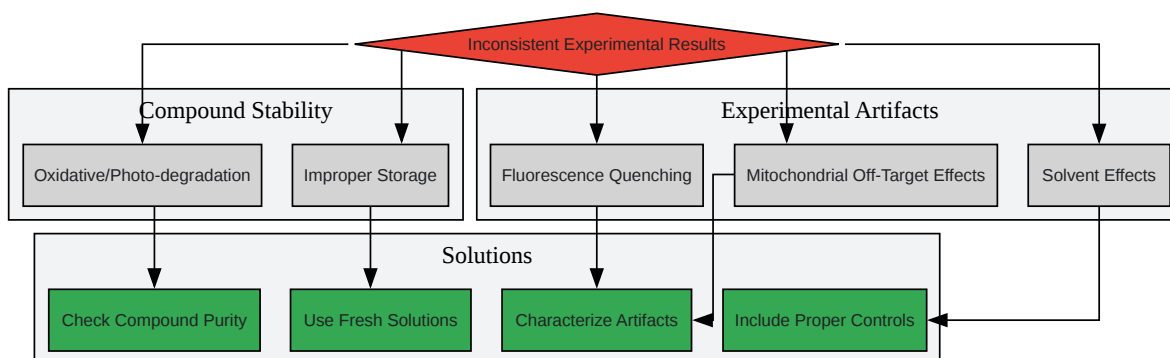 Inconsistent Experimental Results
Compound Stability
Experimental Artifacts
Oxidative/Photo-degradation
Improper Storage
Fluorescence Quenching
Mitochondrial Off-Target Effects
Solvent Effects
Solutions
Check Compound Purity
Use Fresh Solutions
Characterize Artifacts
Include Proper Controls